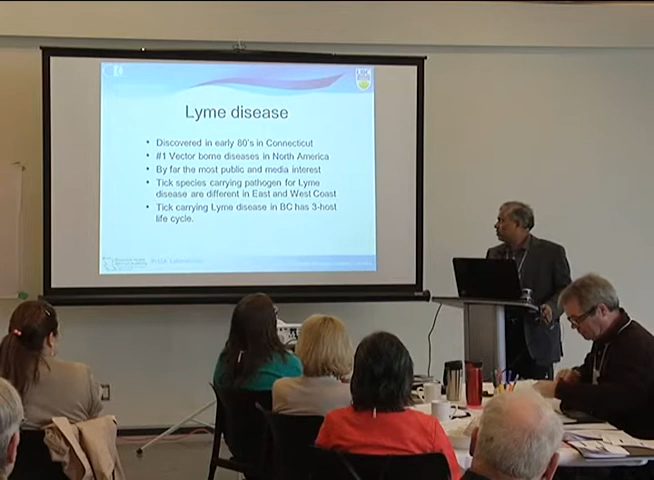 UBC
Lyme disease
• Discovered in early 80's in Connecticut
• #1 Vector borne diseases in North America
• By far the most public and media interest
• Tick species carrying pathogen for Lyme
disease are different in East and West Coast
• Tick carrying Lyme disease in BC has 3-host
life cycle.